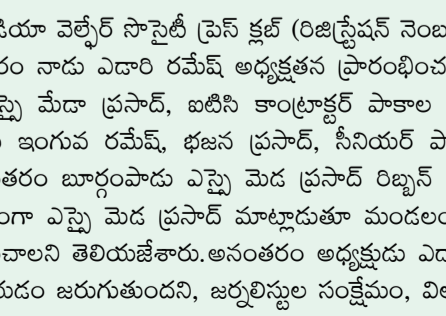 డియా వెల్ఫేర్ సొసైటీ ప్రెస్ క్లబ్ (రిజిస్ట్రేషన్ నెంబ
రం నాడు ఎడారి రమేష్ అధ్యక్షతన ప్రారంభించ
స్పై మేడా ప్రసాద్, ఐటిసి కాంట్రాక్టర్ పాకాల
ఇంగువ రమేష్, భజన ప్రసాద్, సీనియర్ పా
తరం బూర్గంపాడు ఎస్పై మెడ ప్రసాద్ రిబ్బన్
ంగా ఎస్పై మెడ ప్రసాద్ మాట్లాడుతూ మండలం
చాలని తెలియజేశారు.అనంతరం అధ్యక్షుడు ఎద
యడం జరుగుతుందని, జర్నలిస్టుల సంక్షేమం, విల